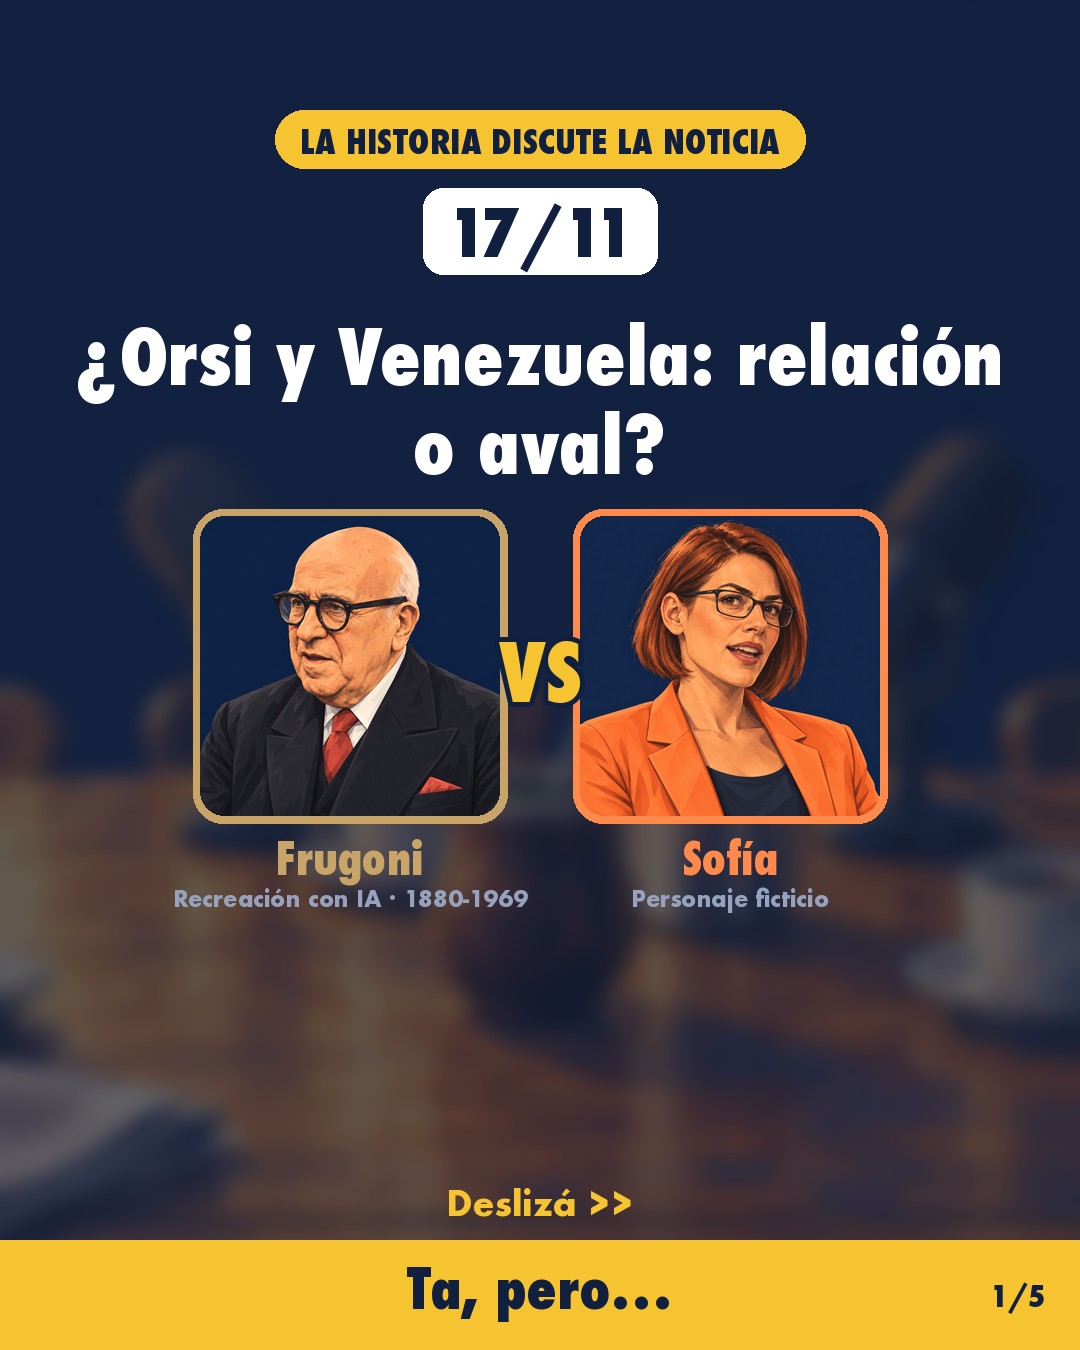 LA HISTORIA DISCUTE LA NOTICIA
17/11
¿Orsi y Venezuela: relación
o aval?
VS
Frugoni
Recreación con IA · 1880-1969
Sofía
Personaje ficticio
Deslizá >>
Ta, pero...
1/5